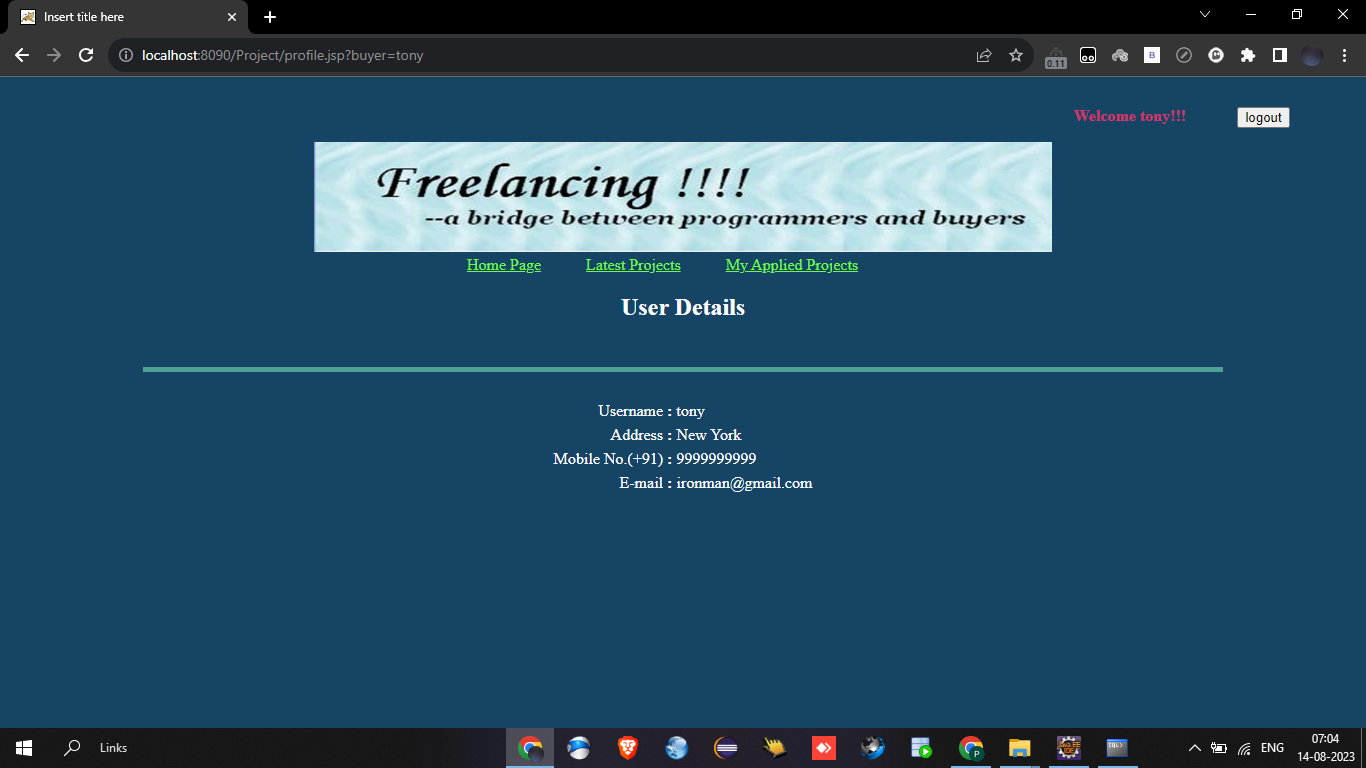 Insert title here
localhost:8090/Project/profile.jsp?buyer=tony
0.11
B
Welcome tony!!!
logout
Freelancing !!!!
--a bridge between programmers and buyers
Home Page Latest Projects My Applied Projects
User Details
Username : tony
Address : New York
Mobile No.(+91) : 9999999999
E-mail : ironman@gmail.com
Links
P
ENG
07:04
14-08-2023